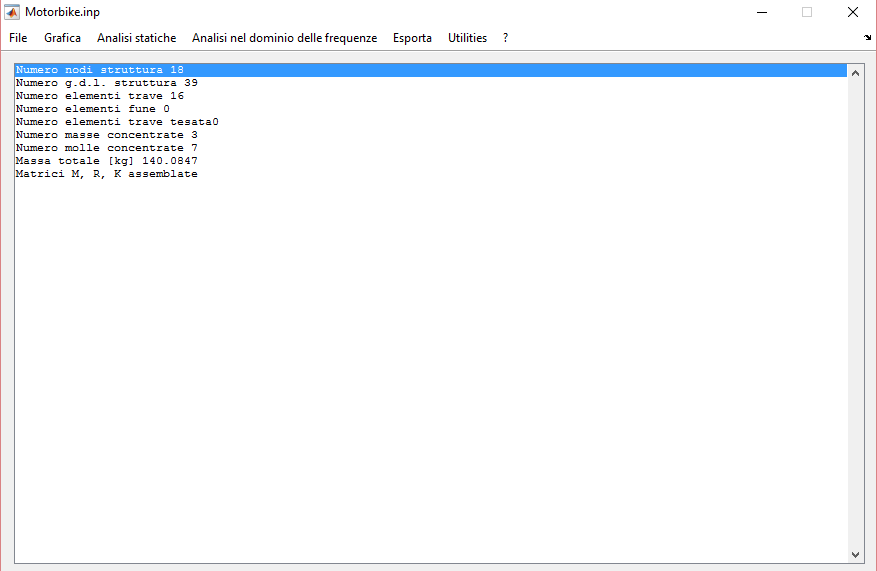 Motorbike.inp
File Grafica Analisi statiche Analisi nel dominio delle frequenze Esporta Utilities ?
Numero nodi struttura 18
Numero g.d.l. struttura 39
Numero elementi trave 16
Numero elementi fune 0
Numero elementi trave tesata0
Numero masse concentrate 3
Numero molle concentrate 7
Massa totale [kg] 140.0847
Matrici M, R, K assemblate